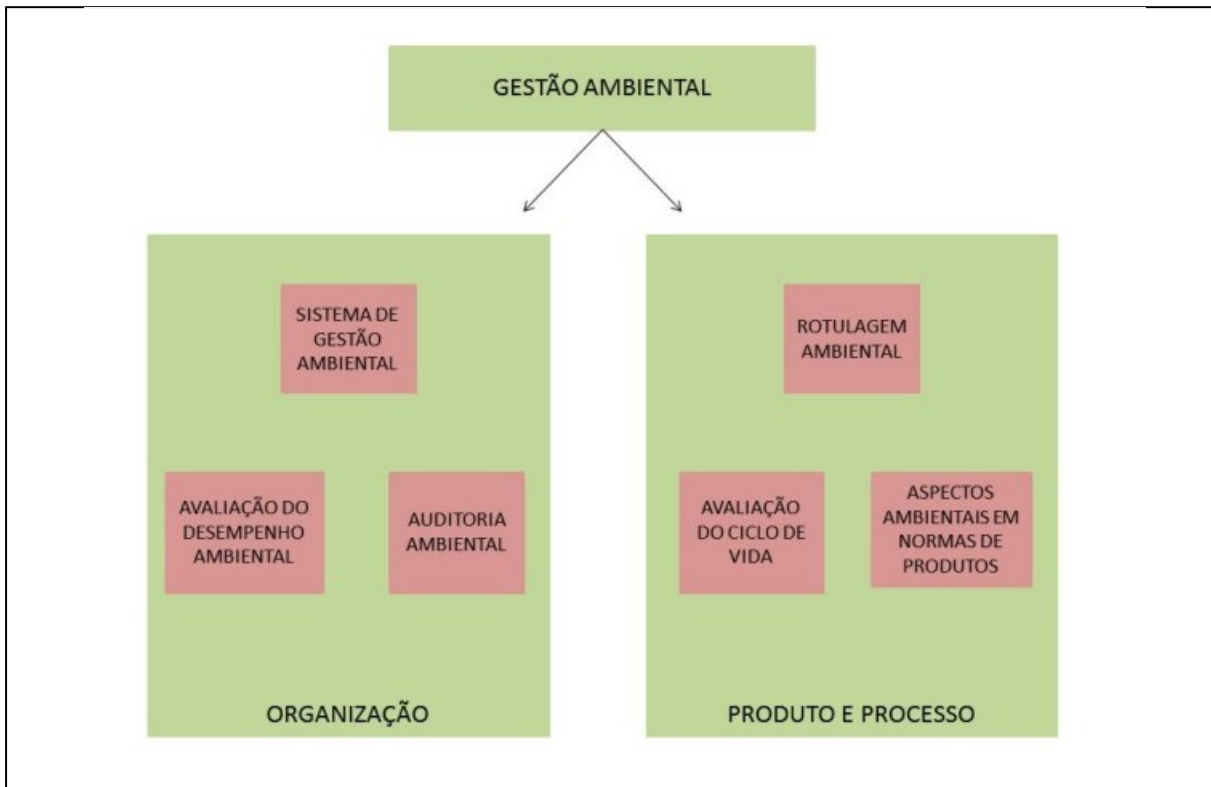 GESTÃO AMBIENTAL
SISTEMA DE
GESTÃO
AMBIENTAL
AVALIAÇÃO DO
DESEMPENHO
AMBIENTAL
AUDITORIA
AMBIENTAL
ORGANIZAÇÃO
ROTULAGEM
AMBIENTAL
AVALIAÇÃO
DO CICLO DE
VIDA
ASPECTOS
AMBIENTAIS EM
NORMAS DE
PRODUTOS
PRODUTO E PROCESSO